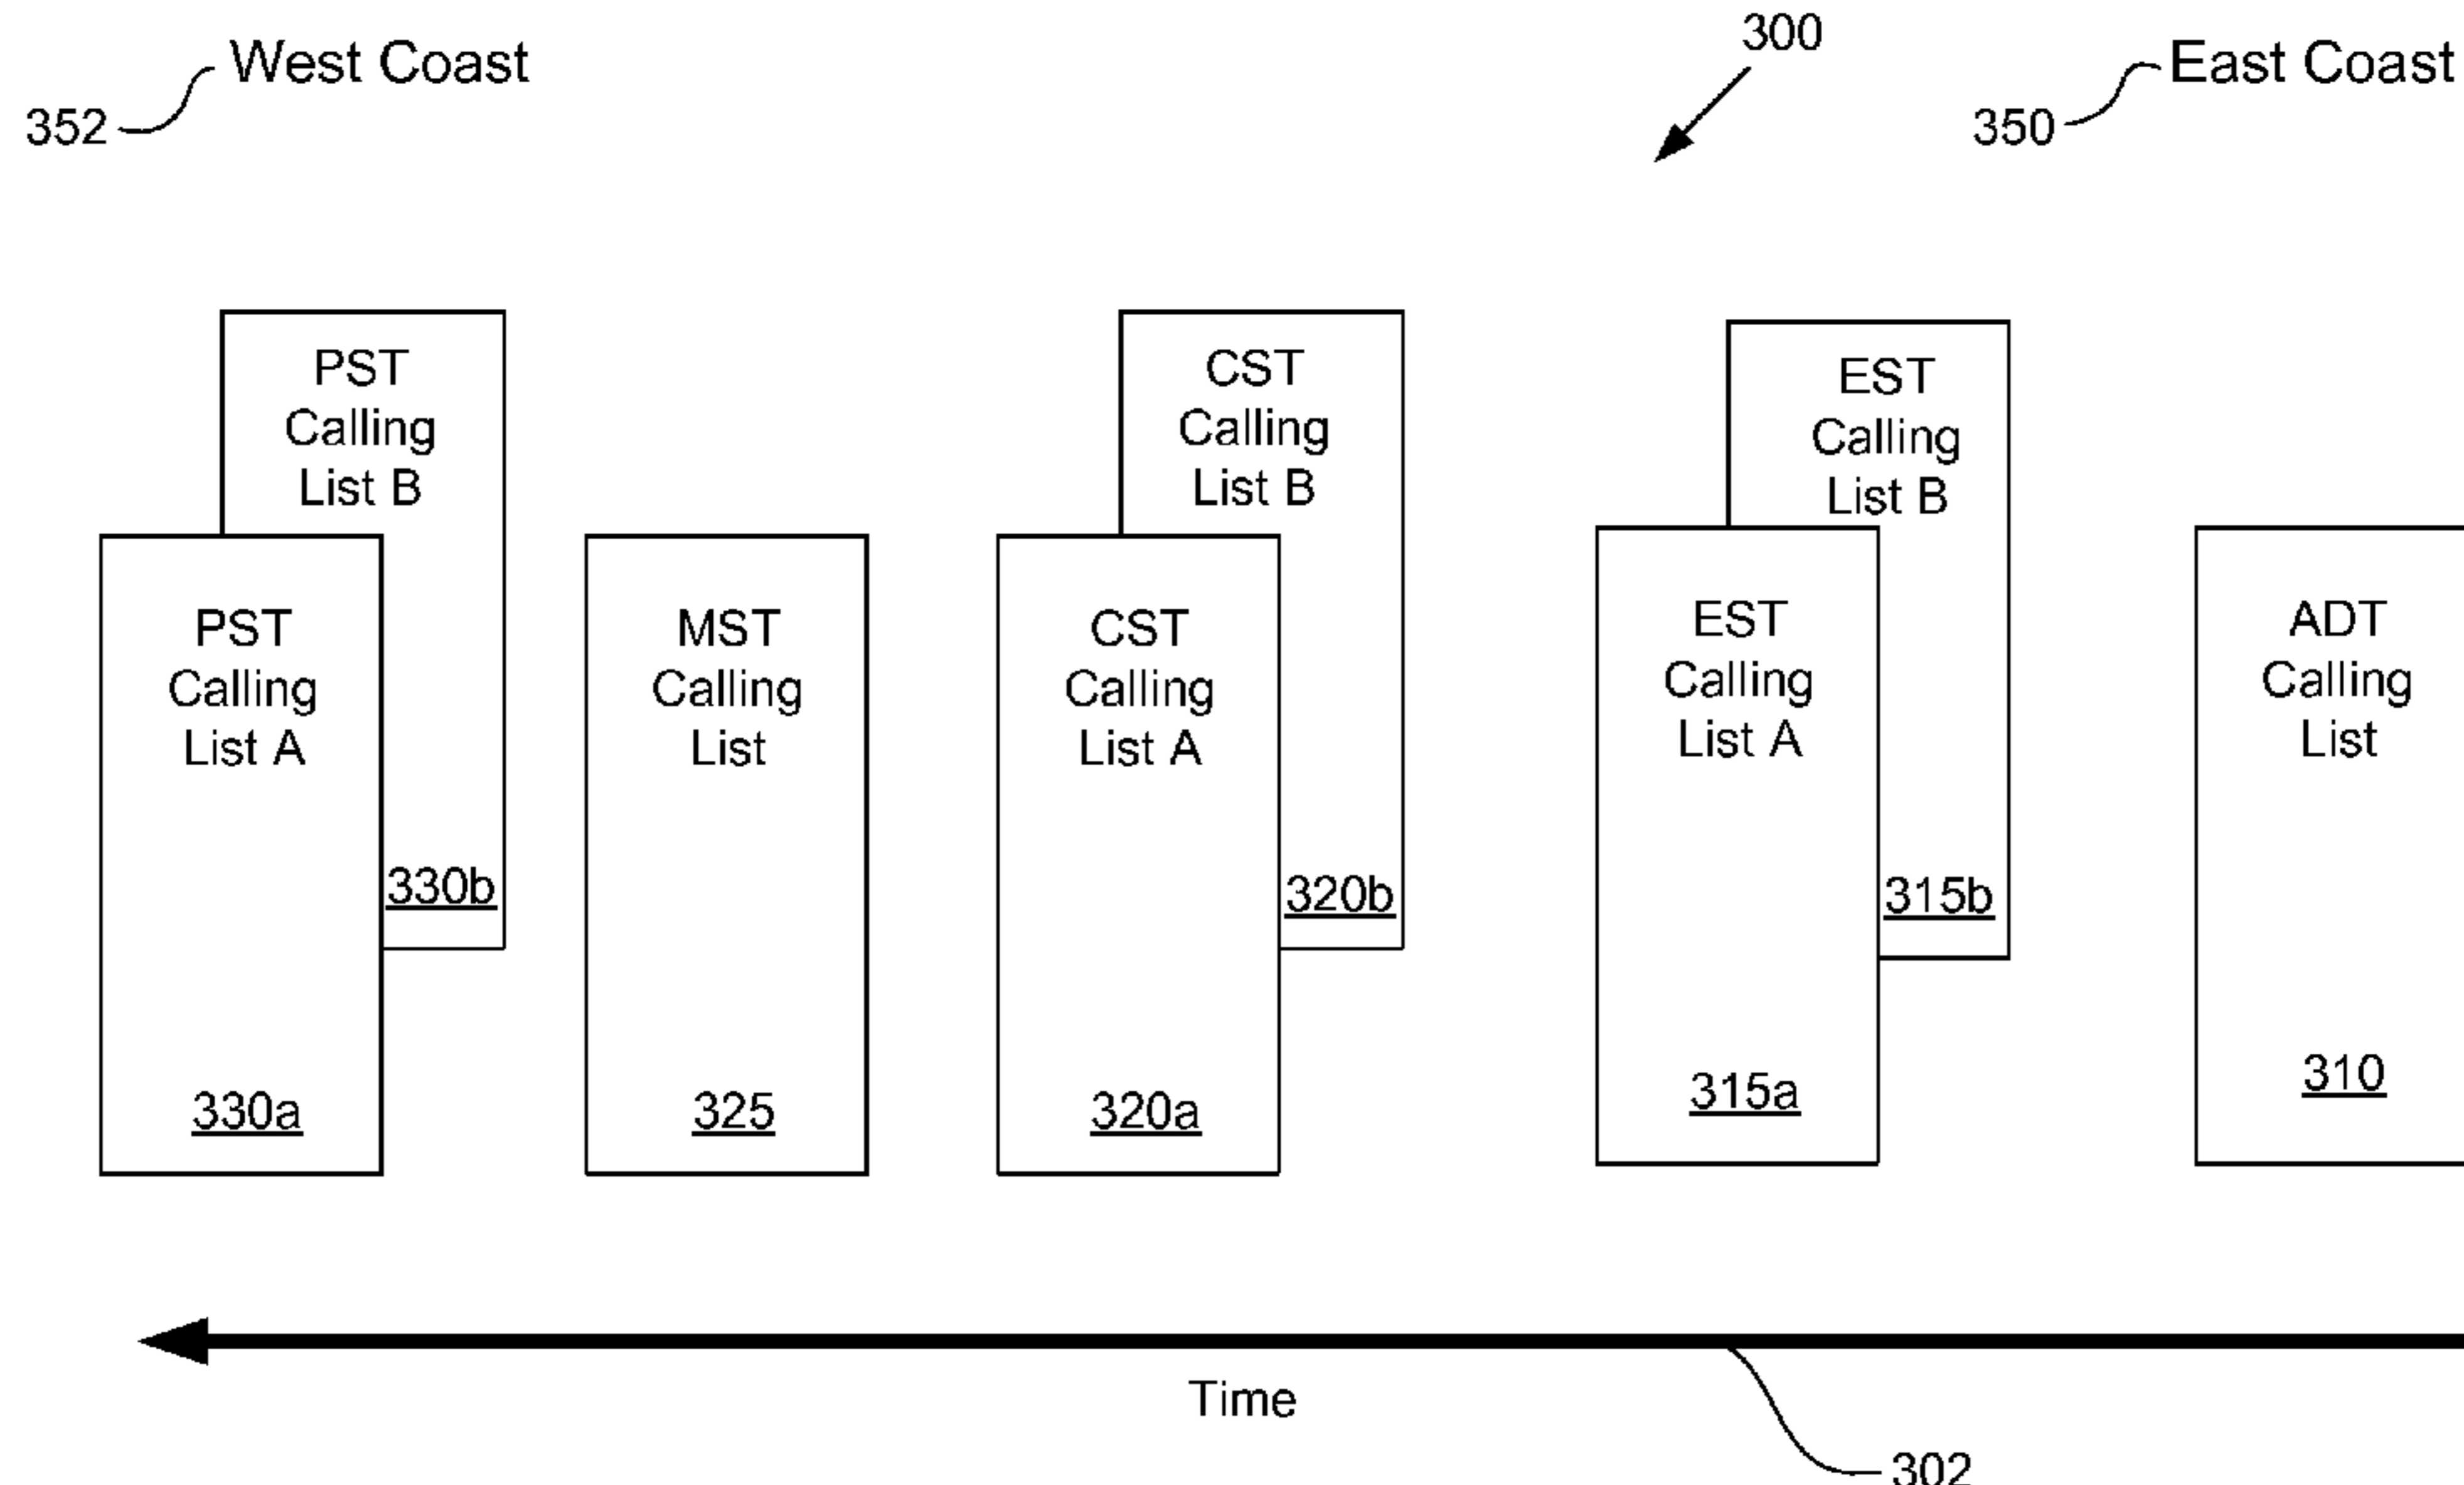 300
West Coast
352
East Coast
350
PST
Calling
List B
330b
CST
Calling
List B
320b
EST
Calling
List B
315b
PST
Calling
List A
330a
MST
Calling
List
325
CST
Calling
List A
320a
EST
Calling
List A
315a
ADT
Calling
List
310
Time
302